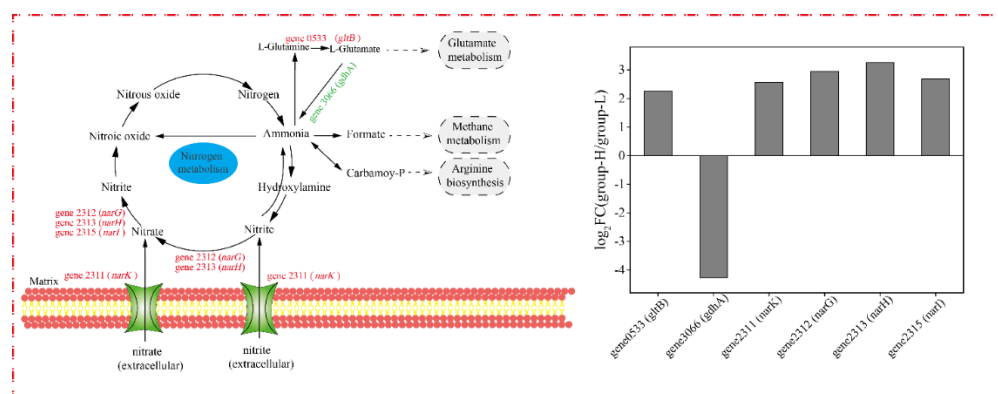 gene 0533 (gltB)
L-Glutamine
L-Glutamate
Glutamate
metabolism
gene 3066 (gdhA)
Nitrous oxide
Nitrogen
Nitroic oxide
Ammonia
Formate
Methane
metabolism
Nitrogen
metabolism
Carbamoy-P
Arginine
biosynthesis
Nitrite
Hydroxylamine
gene 2312 (narG)
gene 2313 (narH)
gene 2315 (narI)
Nitrate
Nitrite
gene 2312 (narG)
gene 2313 (narH)
Matrix
gene 2311 (narK)
gene 2311 (narK)
nitrate
(extracellular)
nitrite
(extracellular)
log2FC(group-H/group-L)
3
2
1
0
-1
-2
-3
-4
gene0533 (gltB)
gene3066 (gdhA)
gene2311 (narK)
gene2312 (narG)
gene2313 (narH)
gene2315 (narI)